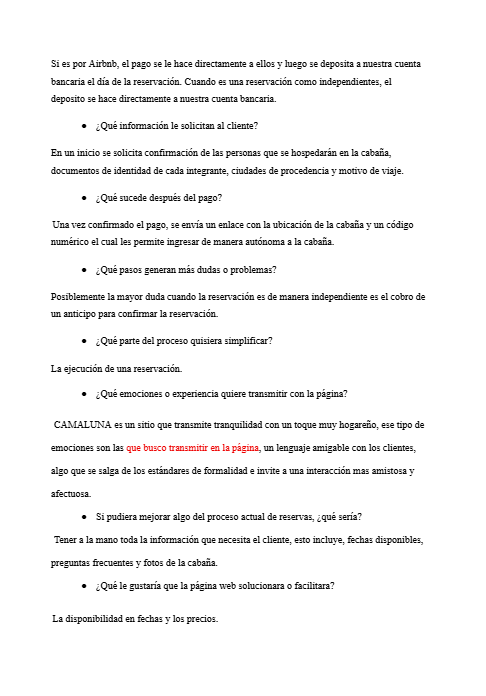 Si es por Airbnb, el pago se le hace directamente a ellos y luego se deposita a nuestra cuenta
bancaria el día de la reservación. Cuando es una reservación como independientes, el
deposito se hace directamente a nuestra cuenta bancaria.
● ¿Qué información le solicitan al cliente?
En un inicio se solicita confirmación de las personas que se hospedarán en la cabaña,
documentos de identidad de cada integrante, ciudades de procedencia y motivo de viaje.
● ¿Qué sucede después del pago?
Una vez confirmado el pago, se envía un enlace con la ubicación de la cabaña y un código
numérico el cual les permite ingresar de manera autónoma a la cabaña.
● ¿Qué pasos generan más dudas o problemas?
Posiblemente la mayor duda cuando la reservación es de manera independiente es el cobro de
un anticipo para confirmar la reservación.
● ¿Qué parte del proceso quisiera simplificar?
La ejecución de una reservación.
● ¿Qué emociones o experiencia quiere transmitir con la página?
CAMALUNA es un sitio que transmite tranquilidad con un toque muy hogareño, ese tipo de
emociones son las que busco transmitir en la página, un lenguaje amigable con los clientes,
algo que se salga de los estándares de formalidad e invite a una interacción mas amistosa y
afectuosa.
● Si pudiera mejorar algo del proceso actual de reservas, ¿qué sería?
Tener a la mano toda la información que necesita el cliente, esto incluye, fechas disponibles,
preguntas frecuentes y fotos de la cabaña.
● ¿Qué le gustaría que la página web solucionara o facilitara?
La disponibilidad en fechas y los precios.